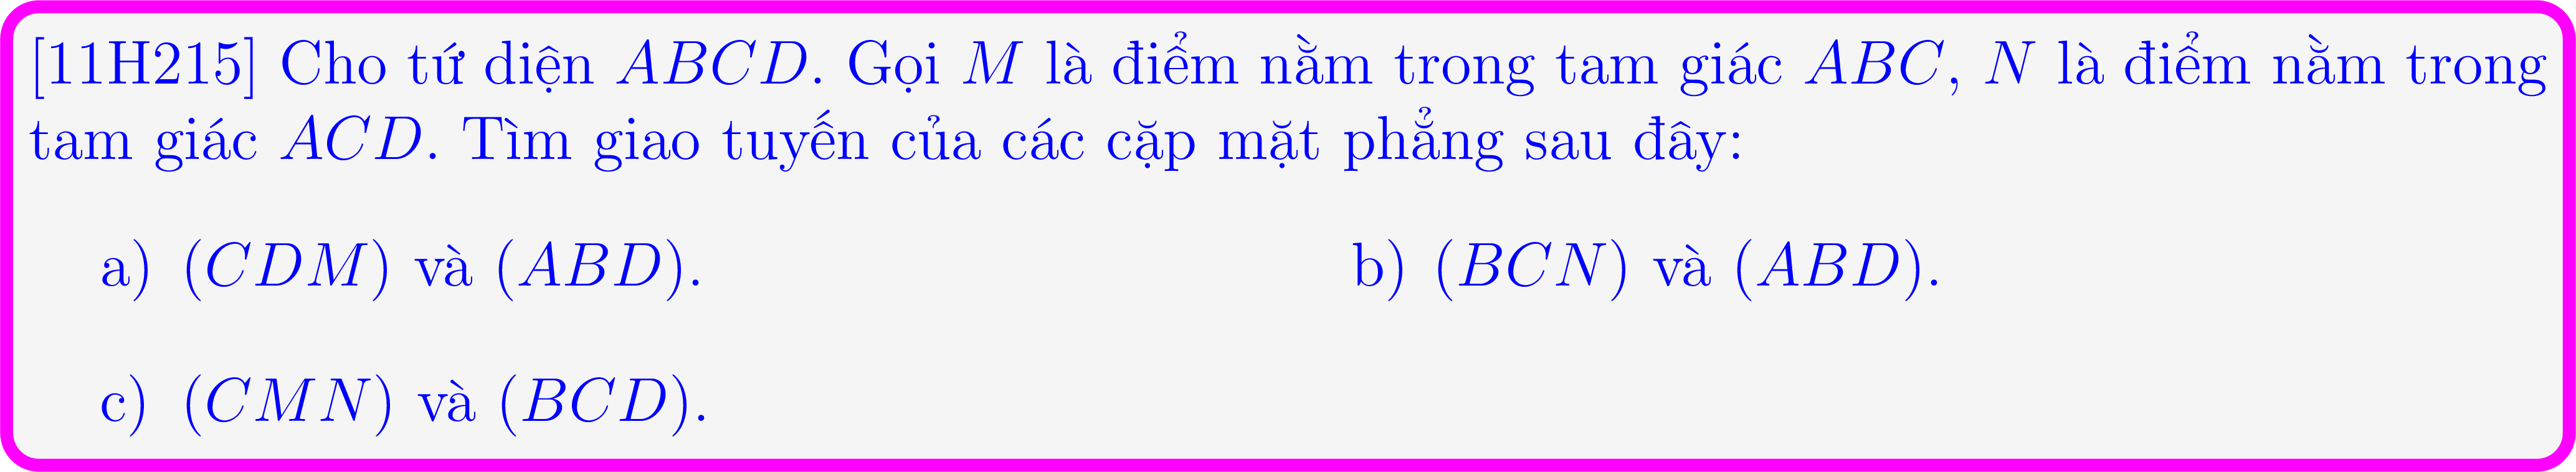 [11H215] Cho tứ diện ABCD. Gọi M là điểm nằm trong tam giác ABC, N là điểm nằm trong
tam giác ACD. Tìm giao tuyến của các cặp mặt phẳng sau đây:
a) (CDM) và (ABD).
b) (BCN) và (ABD).
c) (CMN) và (BCD).